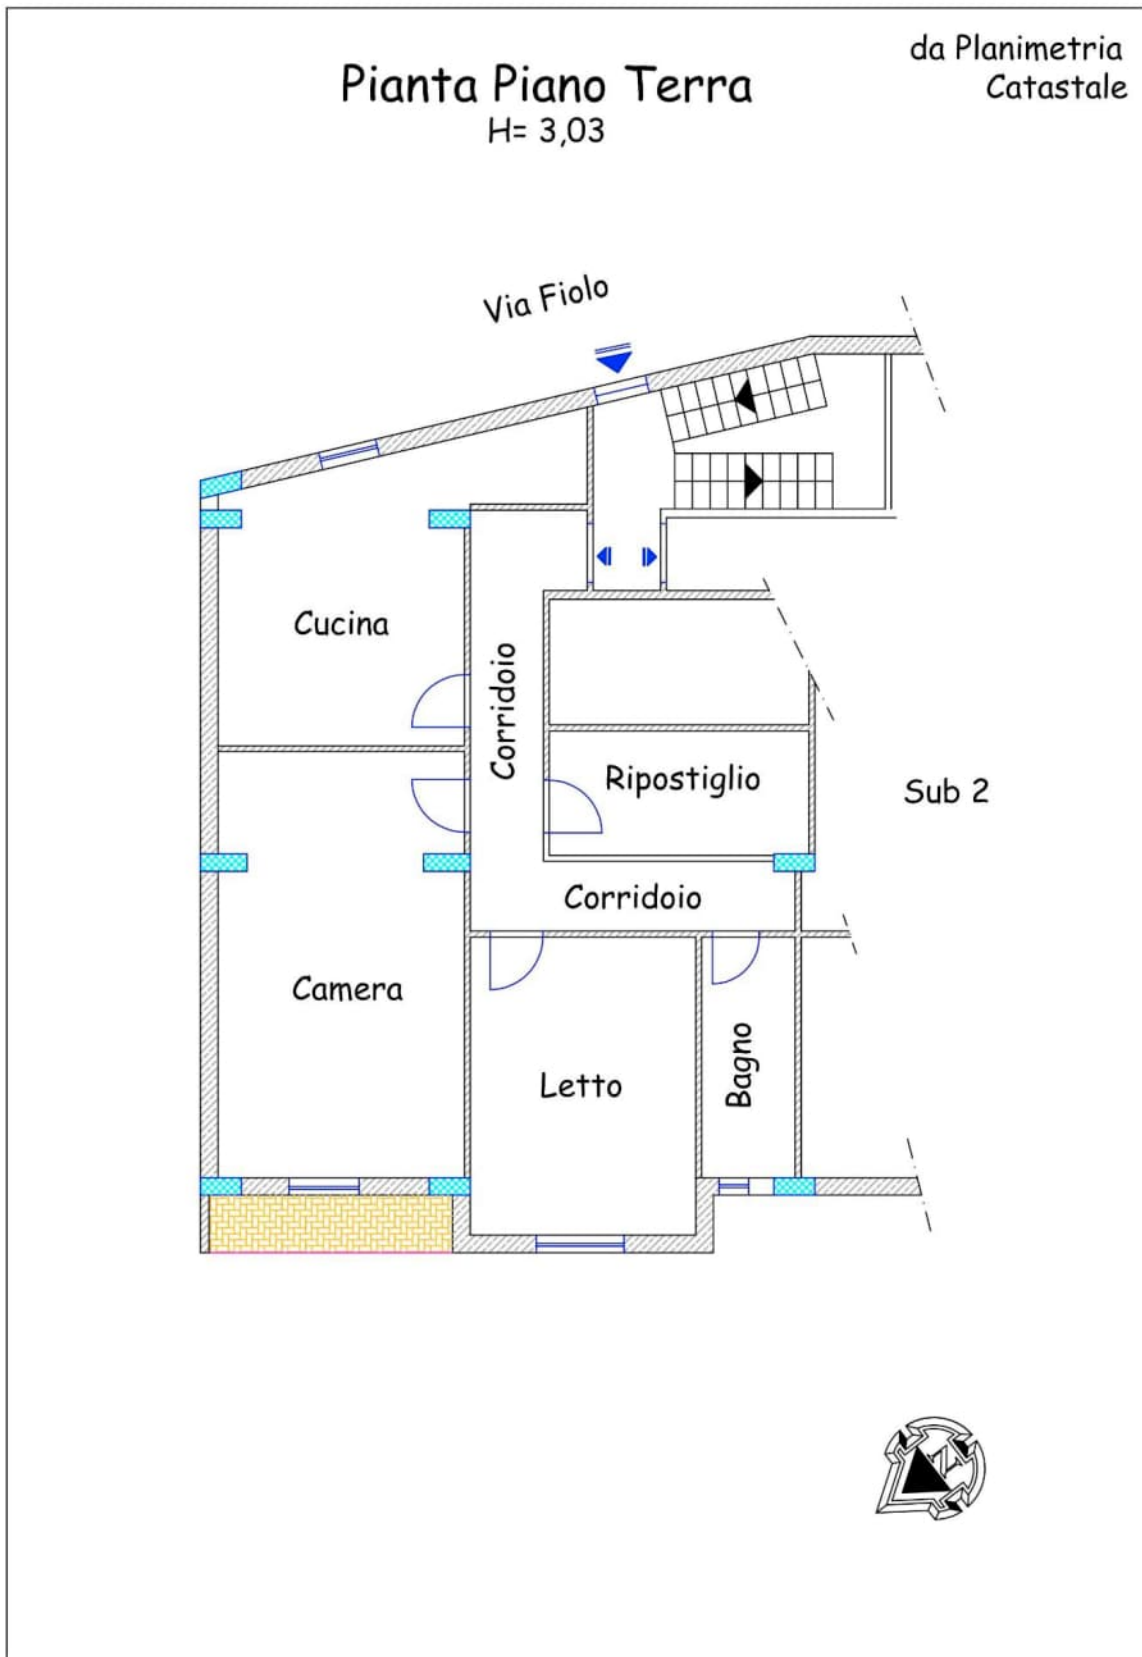 da Planimetria
Catastale
Pianta Piano Terra
H= 3,03
Via Fiolo
Cucina
Corridoio
Ripostiglio
Sub 2
Corridoio
Camera
Letto
Bagno
N